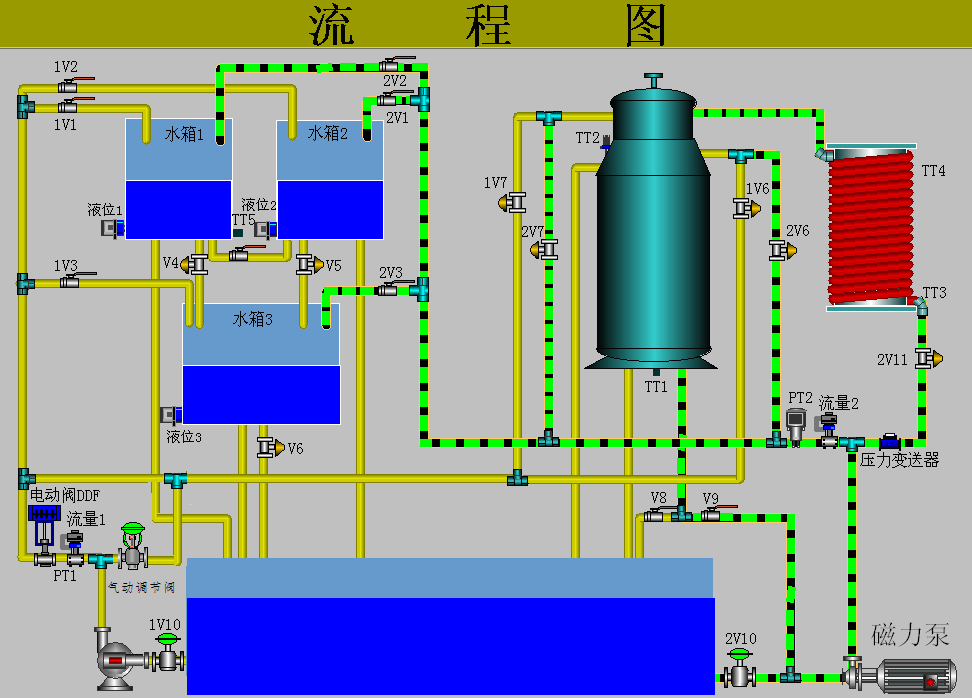 流 程 图
1V2
1V1
2V2
2V1
水箱1
水箱2
TT2
TT4
1V7
1V6
液位1
液位2
TT5
2V7
2V6
V4
V5
1V3
2V3
TT3
水箱3
2V11
TT1
PT2
流量2
液位3
V6
压力变送器
电动阀DDF
流量1
V8
V9
PT1
气动调节阀
1V10
2V10
磁力泵